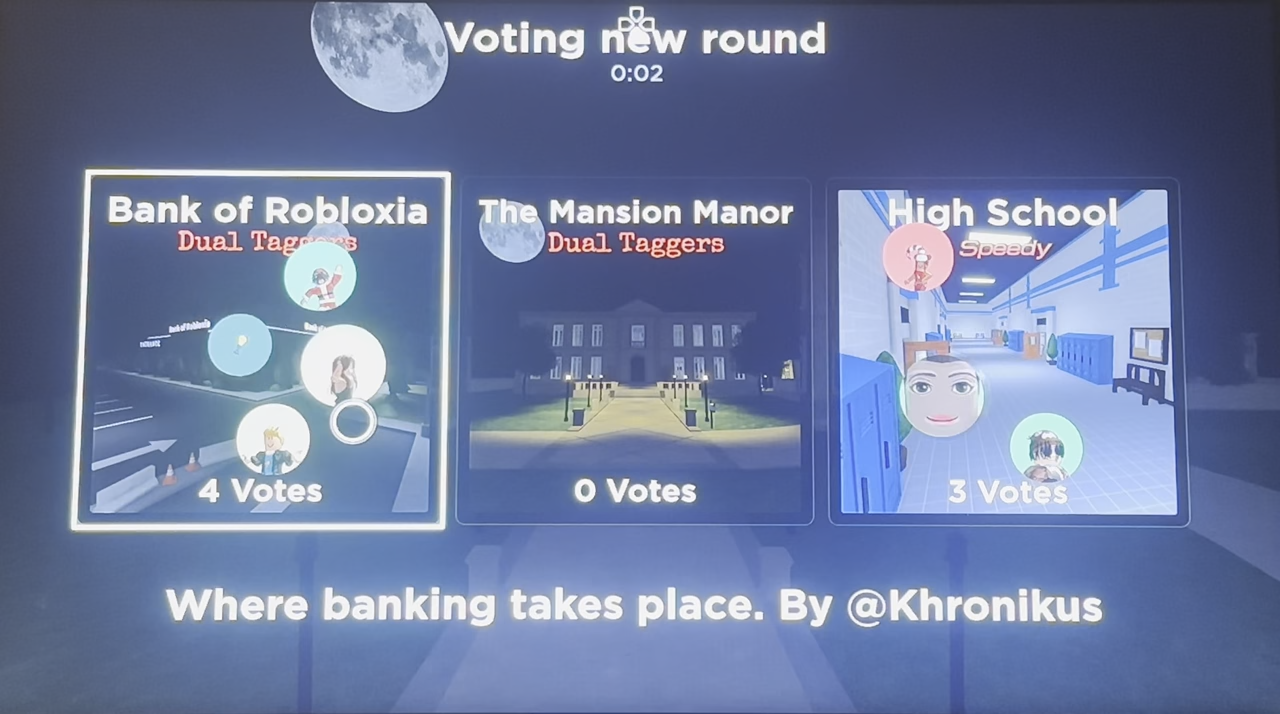 Voting new round
0:02
Bank of Robloxia
Dual Taggers
4 Votes
The Mansion Manor
Dual Taggers
0 Votes
High School
Speedy
3 Votes
Where banking takes place. By @Khronikus